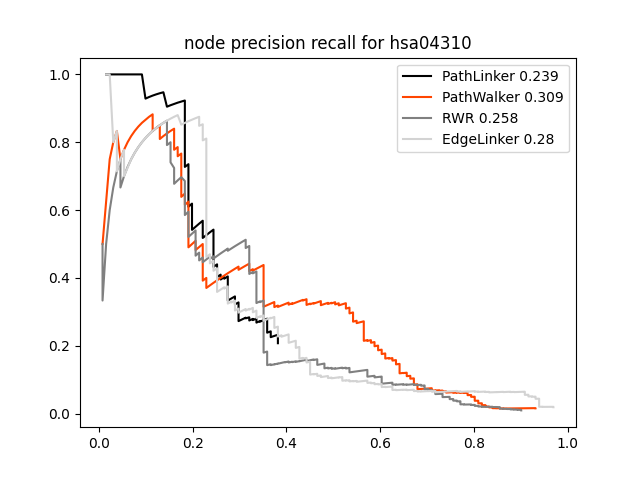 node precision recall for hsa04310
PathLinker 0.239
PathWalker 0.309
RWR 0.258
EdgeLinker 0.28
1.0
0.8
0.6
0.4
0.2
0.0
0.0 0.2 0.4 0.6 0.8 1.0